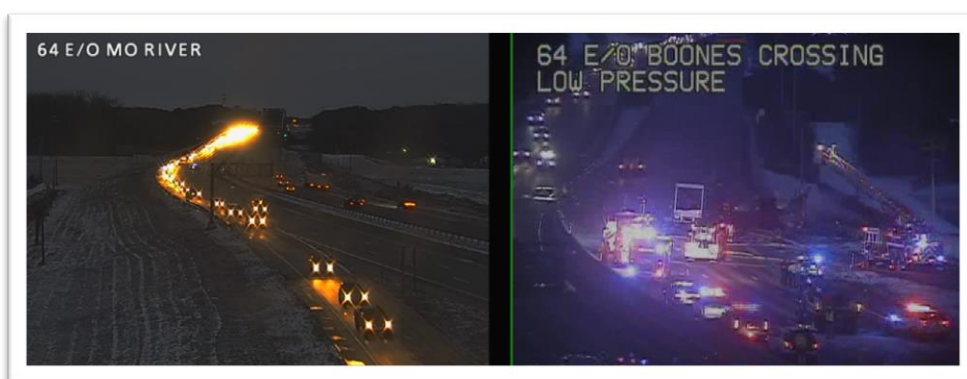 64 E/O MO RIVER
64 E/O BOONES CROSSING
LOW PRESSURE